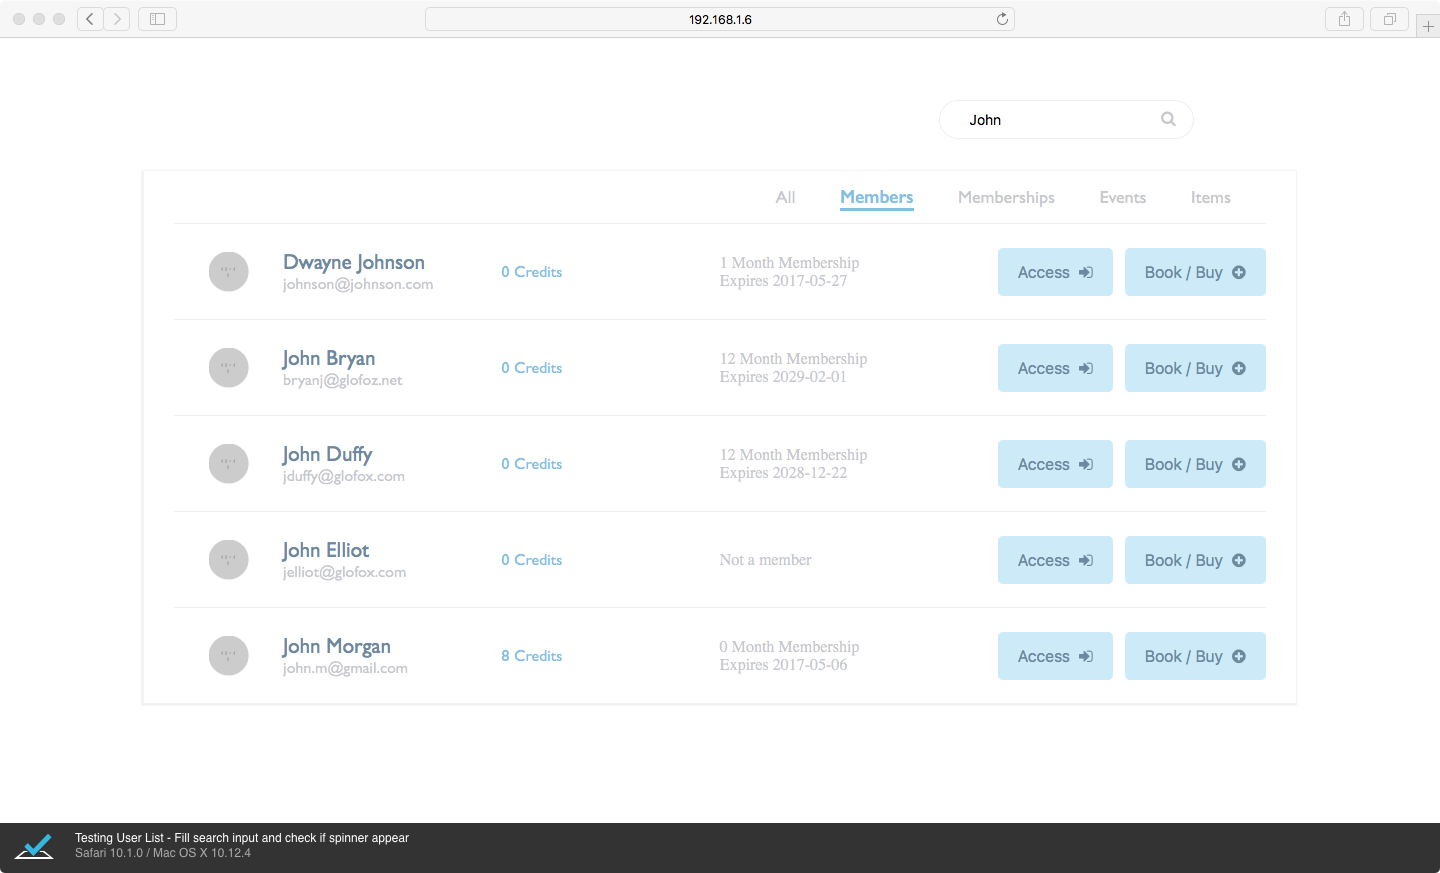 192.168.1.6
John
All Members Memberships Events Items
Dwayne Johnson
johnson@johnson.com
0 Credits
1 Month Membership
Expires 2017-05-27
Access
Book / Buy
John Bryan
bryanj@glofoz.net
0 Credits
12 Month Membership
Expires 2029-02-01
Access
Book / Buy
John Duffy
jduffy@glofox.com
0 Credits
12 Month Membership
Expires 2028-12-22
Access
Book / Buy
John Elliot
jelliot@glofox.com
0 Credits
Not a member
Access
Book / Buy
John Morgan
john.m@gmail.com
8 Credits
0 Month Membership
Expires 2017-05-06
Access
Book / Buy
Testing User List - Fill search input and check if spinner appear
Safari 10.1.0 / Mac OS X 10.12.4